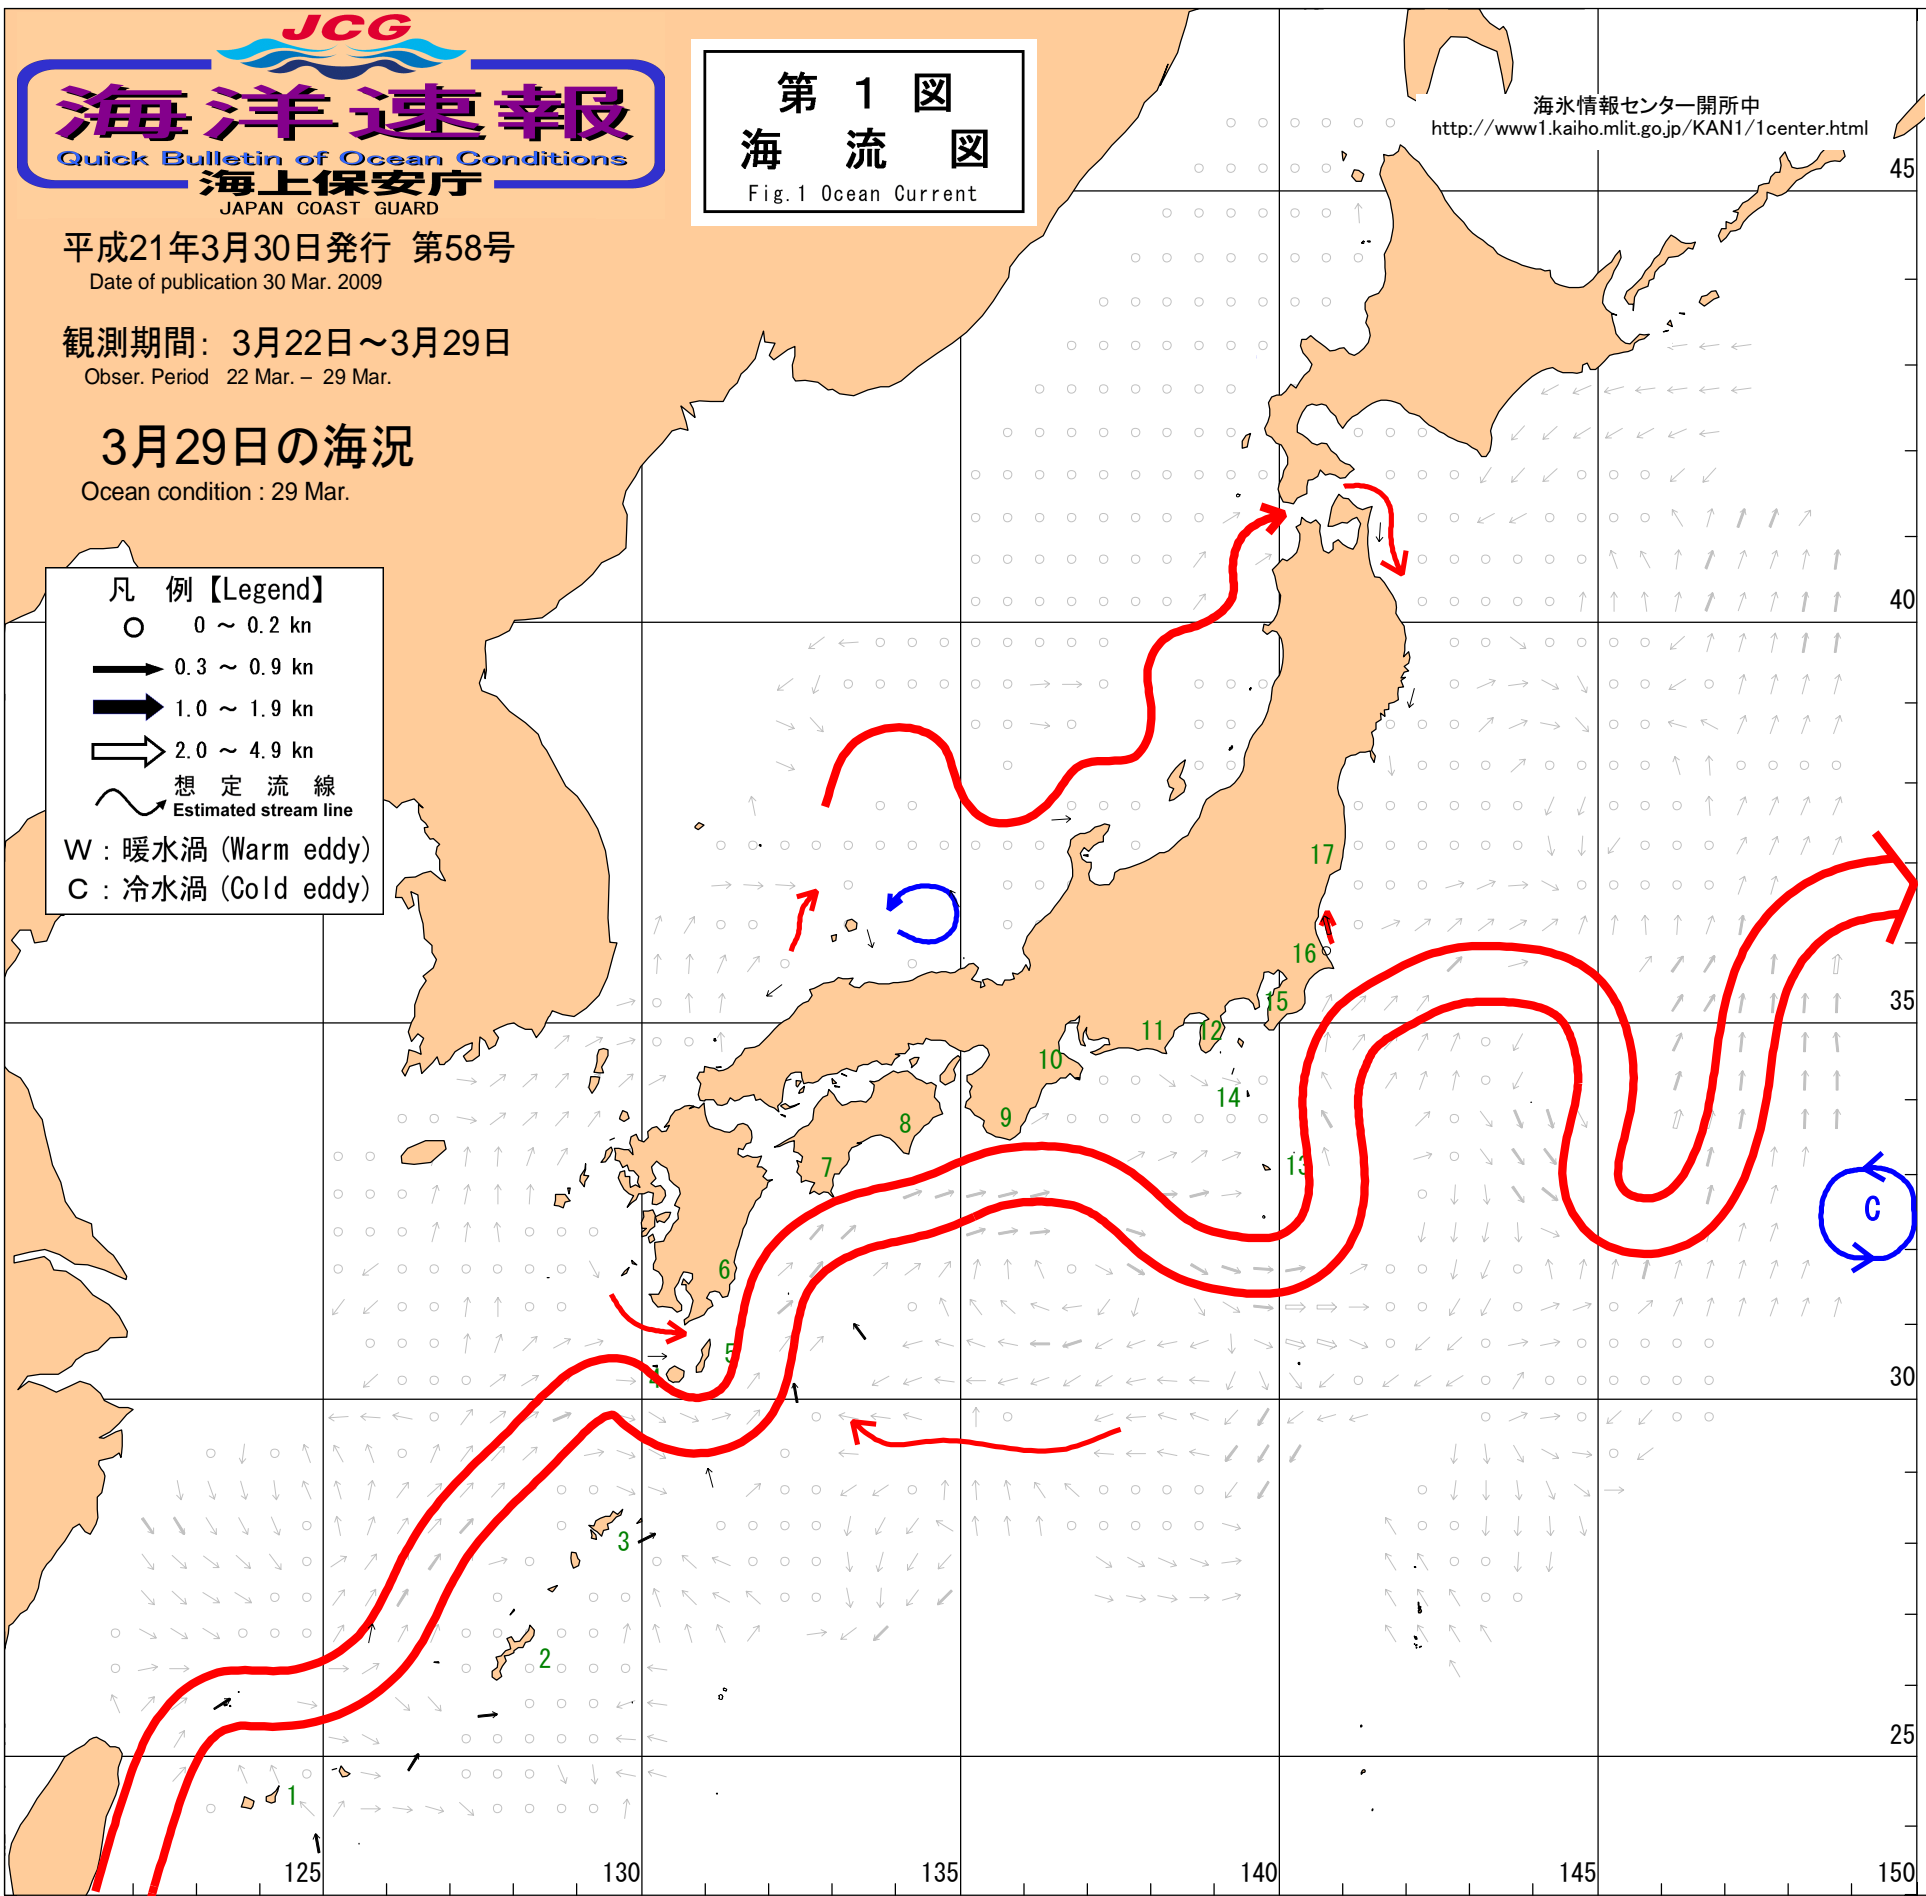 JCG
海洋速報
Quick Bulletin of Ocean Conditions
海上保安庁
JAPAN COAST GUARD
平成21年3月30日発行 第58号
Date of publication 30 Mar. 2009
観測期間: 3月22日～3月29日
Obser. Period 22 Mar. – 29 Mar.
3月29日の海況
Ocean condition : 29 Mar.
第 1 図
海 流 図
Fig.1 Ocean Current
海氷情報センター開所中
http://www1.kaiho.mlit.go.jp/KAN1/1center.html
凡 例【Legend】
0 ～ 0.2 kn
0.3 ～ 0.9 kn
1.0 ～ 1.9 kn
2.0 ～ 4.9 kn
想 定 流 線
Estimated stream line
W : 暖水渦 (Warm eddy)
C : 冷水渦 (Cold eddy)
45
40
17
16
35
15
12
11
10
14
9
8
7
13
C
6
5
4
30
3
2
25
1
125
130
135
140
145
150